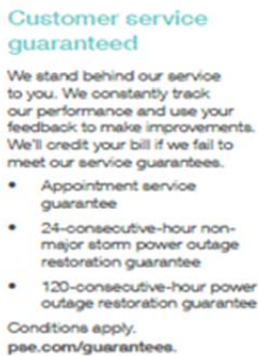 Customer service
guaranteed
We stand behind our service
to you. We constantly track
our performance and use your
feedback to make improvements.
We'll credit your bill if we fail to
meet our service guarantees.
• Appointment service
guarantee
• 24-consecutive-hour non-
major storm power outage
restoration guarantee
• 120-consecutive-hour power
outage restoration guarantee
Conditions apply.
pse.com/guarantees.